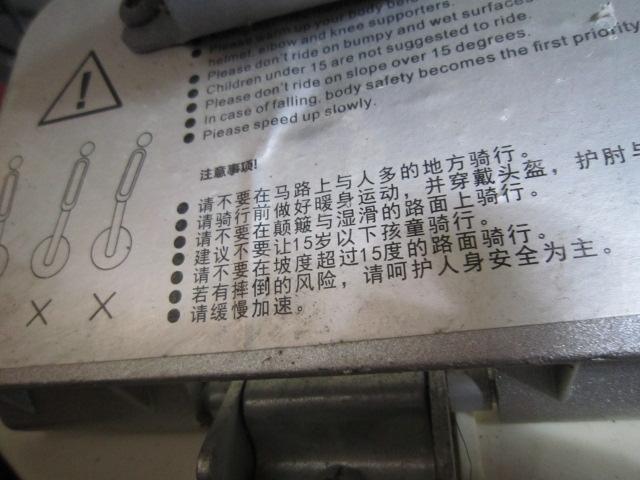 Please warm up your body
helmet, elbow and knee supporters.
Please don't ride on bumpy and wet surfaces
Children under 15 are not suggested to ride.
Please don't ride on slope over 15 degrees.
In case of falling, body safety becomes the first priority
Please speed up slowly.
注意事项!
请不要在马路上与人多的地方骑行。
请骑行前做好暖身运动，并穿戴头盔，护肘与
请不要在颠簸与湿滑的路面上骑行。
建议不要让15岁以下孩童骑行。
请不要在坡度超过15度的路面骑行。
若有摔倒的风险，请呵护人身安全为主。
请缓慢加速。